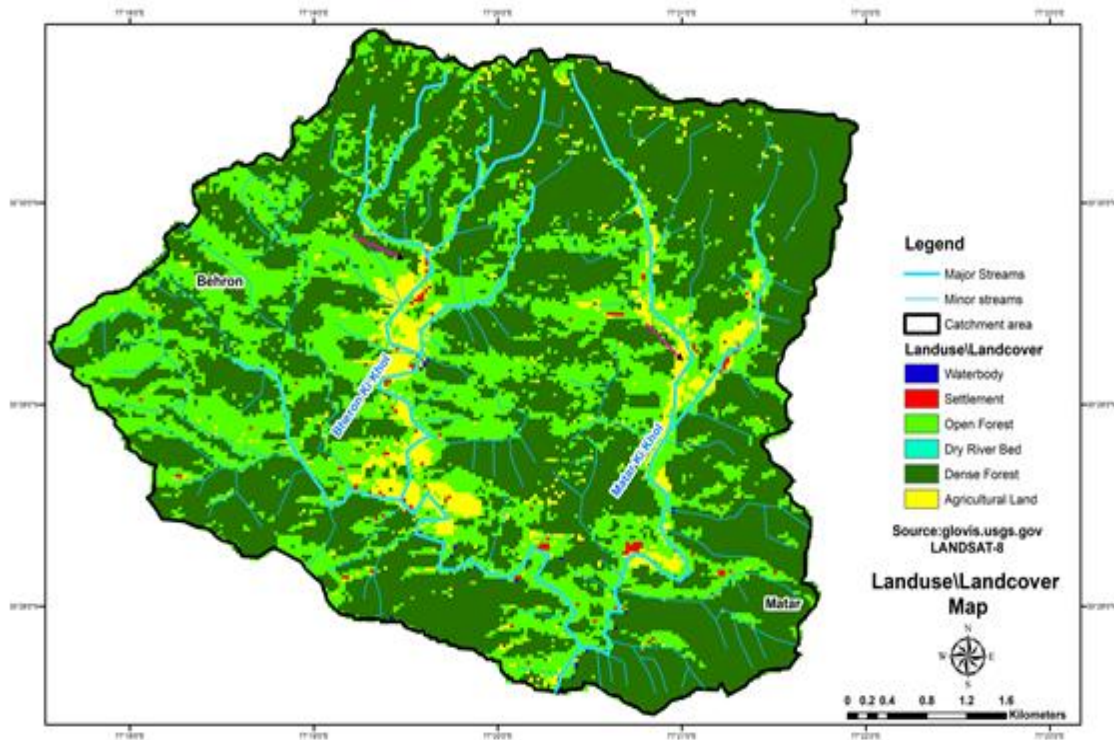 Behron
Bheron Ki Khol
Matar Ki Khol
Matar
Legend
Major Streams
Minor streams
Catchment area
Landuse\Landcover
Waterbody
Settlement
Open Forest
Dry River Bed
Dense Forest
Agricultural Land
Source:glovis.usgs.gov
LANDSAT-8
Landuse\Landcover
Map
N
W E
S
0 0.2 0.4 0.8 1.2 1.6
Kilometers